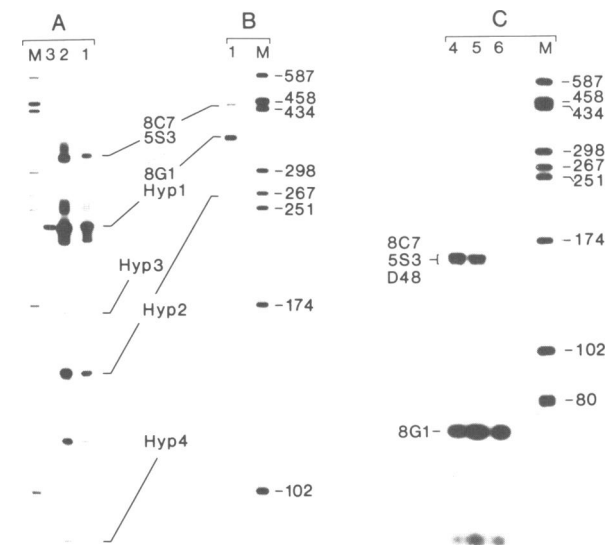 A
B
C
M 3 2 1
1 M
4 5 6 M
-587
-458
-434
-298
-267
-251
-174
-102
8C7
5S3
8G1
Hyp1
Hyp3
Hyp2
Hyp4
-587
-458
434
-298
-267
251
-174
-102
-80
8C7
5S3
D48
8G1-